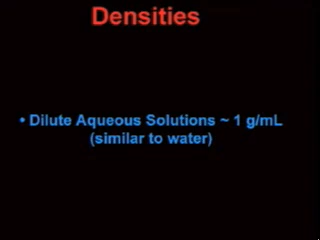 Densities
• Dilute Aqueous Solutions ~ 1 g/mL
(similar to water)